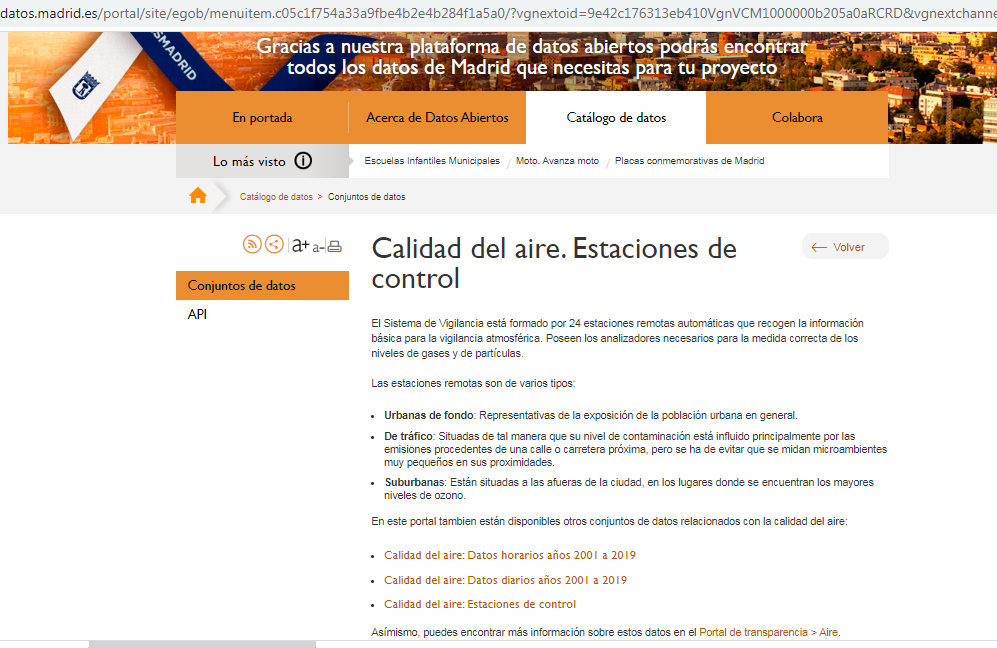 datos.madrid.es/portal/site/egob/menuitem.c05c1f754a33a9fbe4b2e4b284f1a5a0/?vgnextoid=9e42c176313eb410VgnVCM1000000b205a0aRCRD&vgnextchanne
Gracias a nuestra plataforma de datos abiertos podrás encontrar
todos los datos de Madrid que necesitas para tu proyecto
SMADRID
En portada
Acerca de Datos Abiertos
Catálogo de datos
Colabora
Lo más visto
Escuelas Infantiles Municipales / Moto. Avanza moto / Placas conmemorativas de Madrid
Catálogo de datos > Conjuntos de datos
a+ a-
Calidad del aire. Estaciones de
control
← Volver
Conjuntos de datos
API
El Sistema de Vigilancia está formado por 24 estaciones remotas automáticas que recogen la información
básica para la vigilancia atmosférica. Poseen los analizadores necesarios para la medida correcta de los
niveles de gases y de partículas.
Las estaciones remotas son de varios tipos:
• Urbanas de fondo: Representativas de la exposición de la población urbana en general.
• De tráfico: Situadas de tal manera que su nivel de contaminación está influido principalmente por las
emisiones procedentes de una calle o carretera próxima, pero se ha de evitar que se midan microambientes
muy pequeños en sus proximidades.
• Suburbanas: Están situadas a las afueras de la ciudad, en los lugares donde se encuentran los mayores
niveles de ozono.
En este portal tambien están disponibles otros conjuntos de datos relacionados con la calidad del aire:
• Calidad del aire: Datos horarios años 2001 a 2019
• Calidad del aire: Datos diarios años 2001 a 2019
• Calidad del aire: Estaciones de control
Asímismo, puedes encontrar más información sobre estos datos en el Portal de transparencia > Aire.